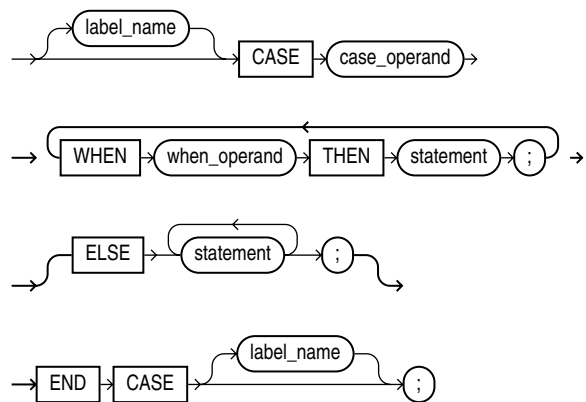 label_name
CASE case_operand
WHEN when_operand THEN statement ;
ELSE statement ;
label_name
END CASE ;